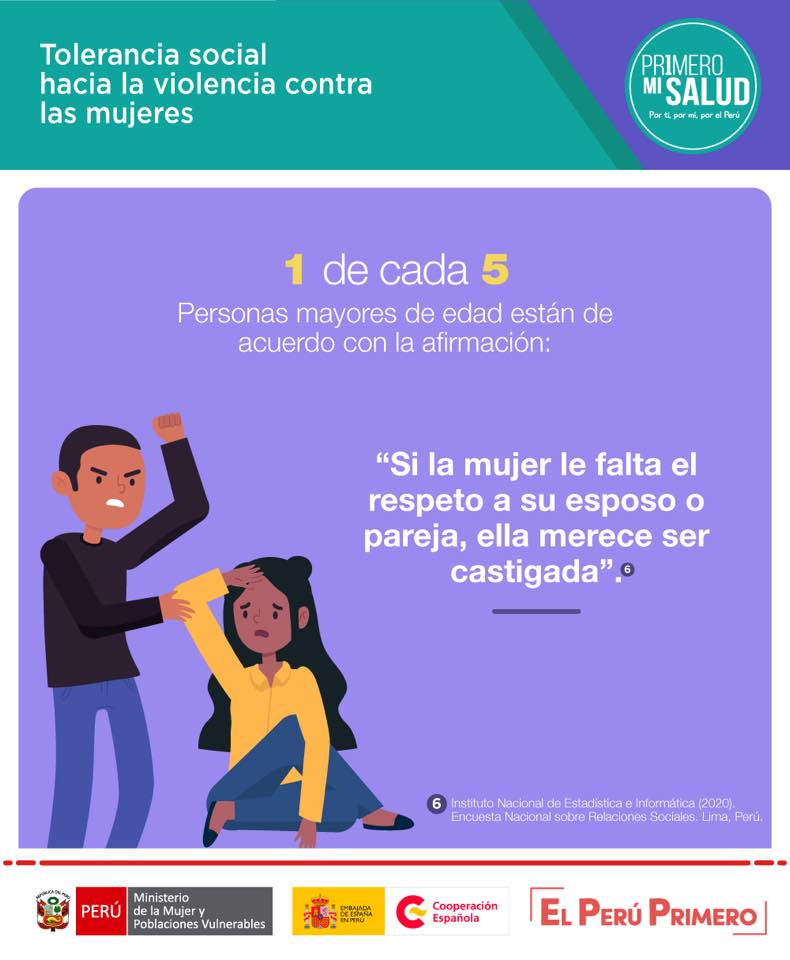 Tolerancia social
hacia la violencia contra
las mujeres
PRIMERO
MI SALUD
Por ti, por mí, por el Perú
1 de cada 5
Personas mayores de edad están de
acuerdo con la afirmación:
“Si la mujer le falta el
respeto a su esposo o
pareja, ella merece ser
castigada”.6
6 Instituto Nacional de Estadística e Informática (2020).
Encuesta Nacional sobre Relaciones Sociales. Lima, Perú.
REPÚBLICA DEL PERÚ
PERÚ
Ministerio
de la Mujer y
Poblaciones Vulnerables
EMBAJADA
DE ESPAÑA
EN PERÚ
Cooperación
Española
EL PERÚ PRIMERO